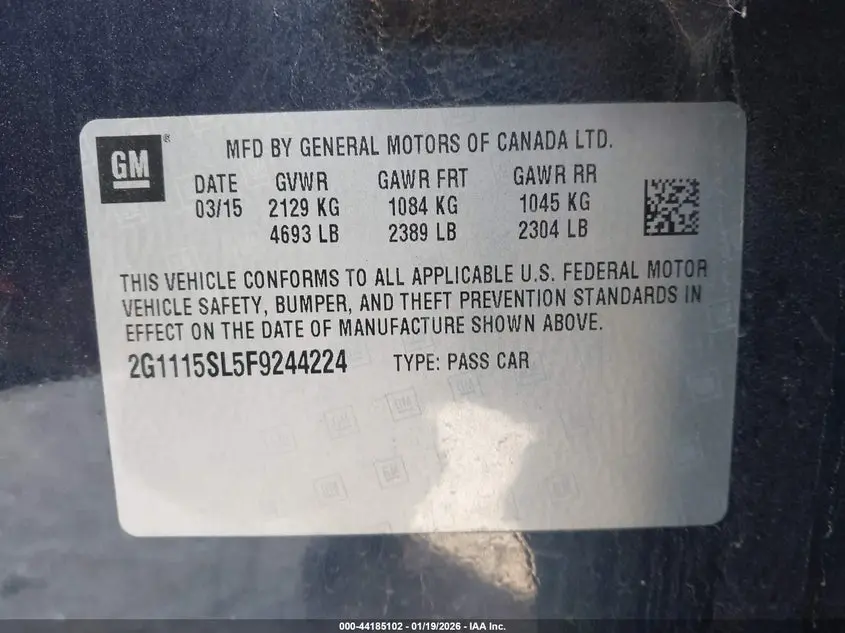 GM ®
MFD BY GENERAL MOTORS OF CANADA LTD.
DATE GVWR GAWR FRT GAWR RR
03/15 2129 KG 1084 KG 1045 KG
4693 LB 2389 LB 2304 LB
THIS VEHICLE CONFORMS TO ALL APPLICABLE U.S. FEDERAL MOTOR
VEHICLE SAFETY, BUMPER, AND THEFT PREVENTION STANDARDS IN
EFFECT ON THE DATE OF MANUFACTURE SHOWN ABOVE.
2G1115SL5F9244224 TYPE: PASS CAR
000-44185102 - 01/19/2026 - IAA Inc.